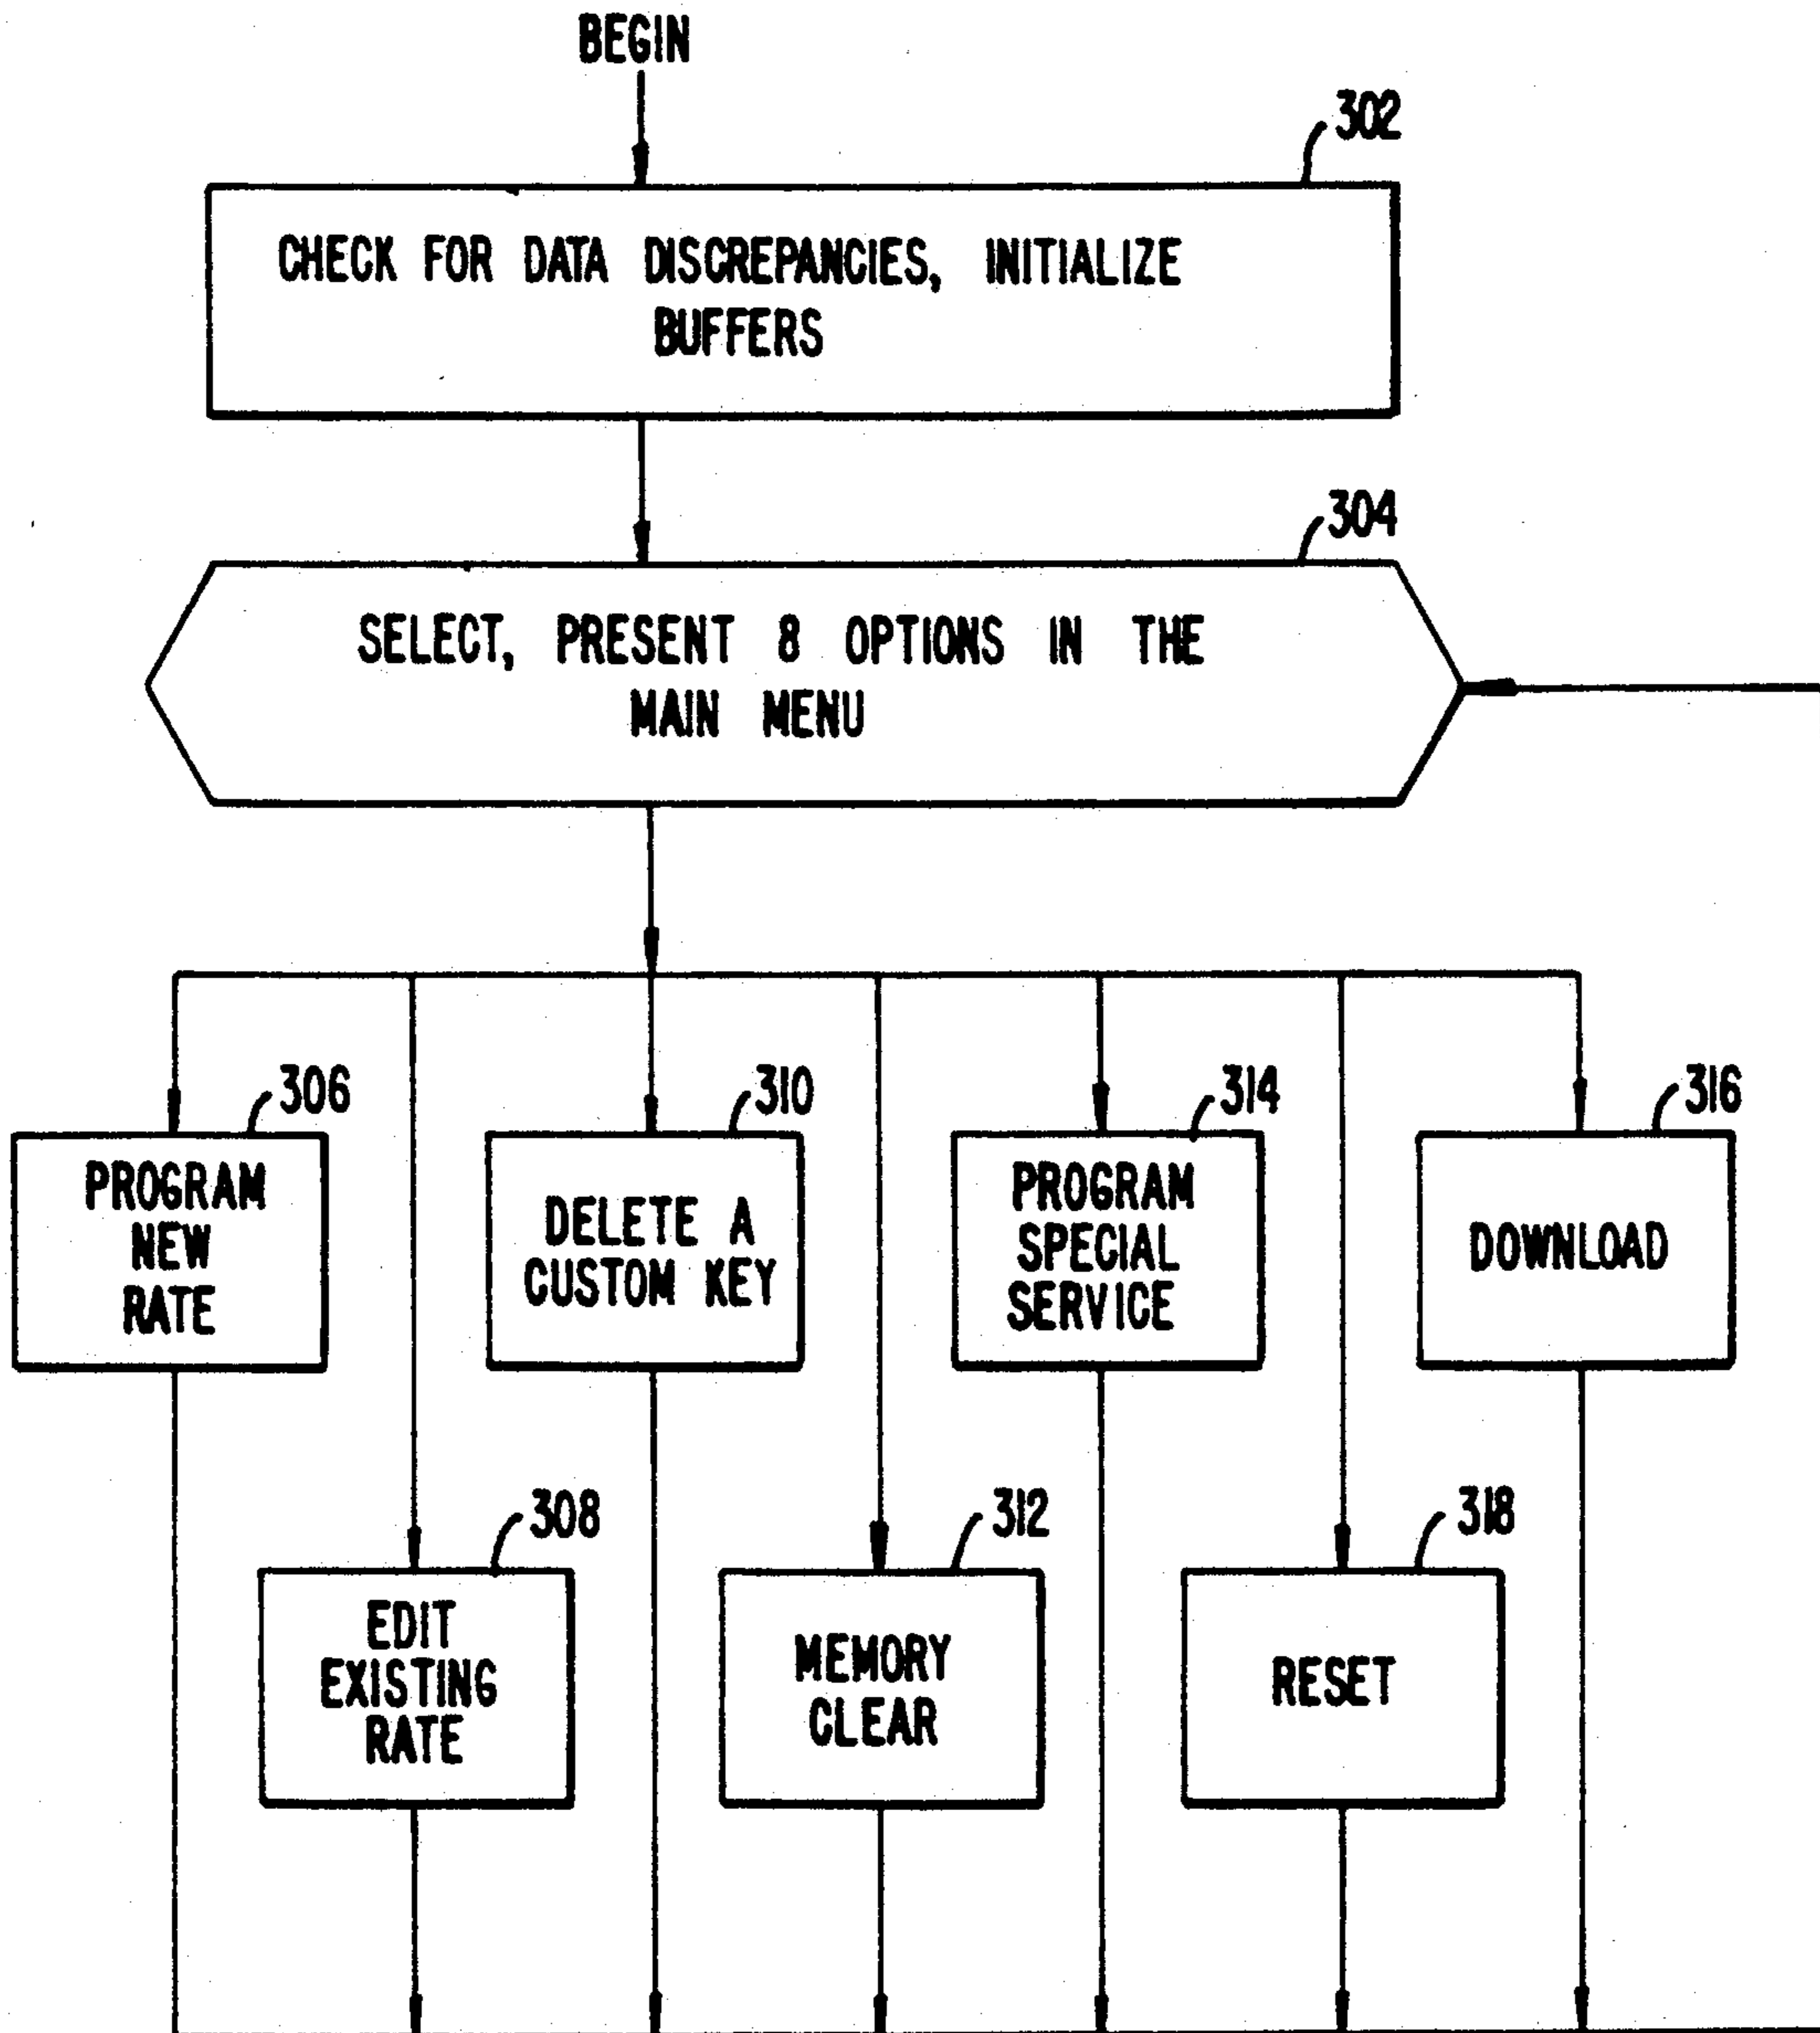 BEGIN
302
CHECK FOR DATA DISCREPANCIES, INITIALIZE
BUFFERS
304
SELECT, PRESENT 8 OPTIONS IN THE
MAIN MENU
306
PROGRAM
NEW
RATE
310
DELETE A
CUSTOM KEY
314
PROGRAM
SPECIAL
SERVICE
316
DOWNLOAD
308
EDIT
EXISTING
RATE
312
MEMORY
CLEAR
318
RESET